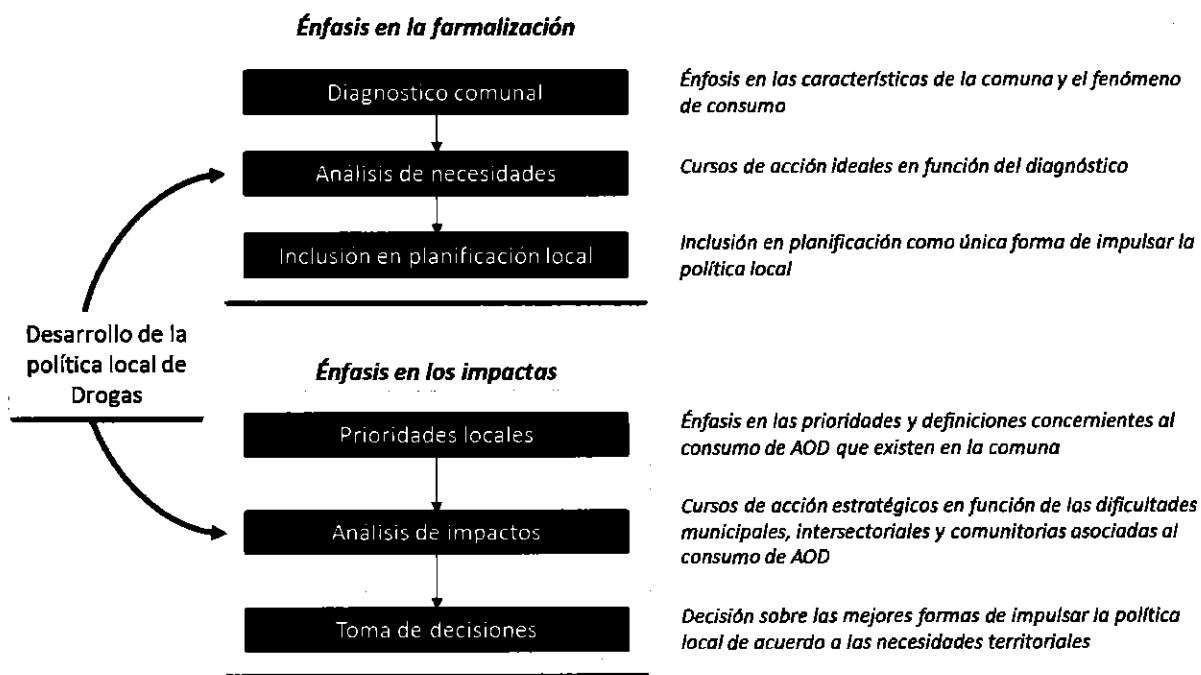 Énfasis en la farmalización
Diagnostico comunal
Énfosis en las características de la comuna y el fenómeno
de consumo
Análisis de necesidades
Cursos de acción ideales en función del diagnóstico
Inclusión en planificación local
Inclusión en planificación como única forma de impulsar la
política local
Desarrollo de la
política local de
Drogas
Énfasis en los impactas
Prioridades locales
Énfasis en las prioridades y definiciones concernientes al
consumo de AOD que existen en la comuna
Análisis de impactos
Cursos de acción estratégicos en función de las dificultades
municipales, intersectoriales y comunitarias asociadas al
consumo de AOD
Toma de decisiones
Decisión sobre las mejores formas de impulsar la política
local de acuerdo a las necesidades territoriales